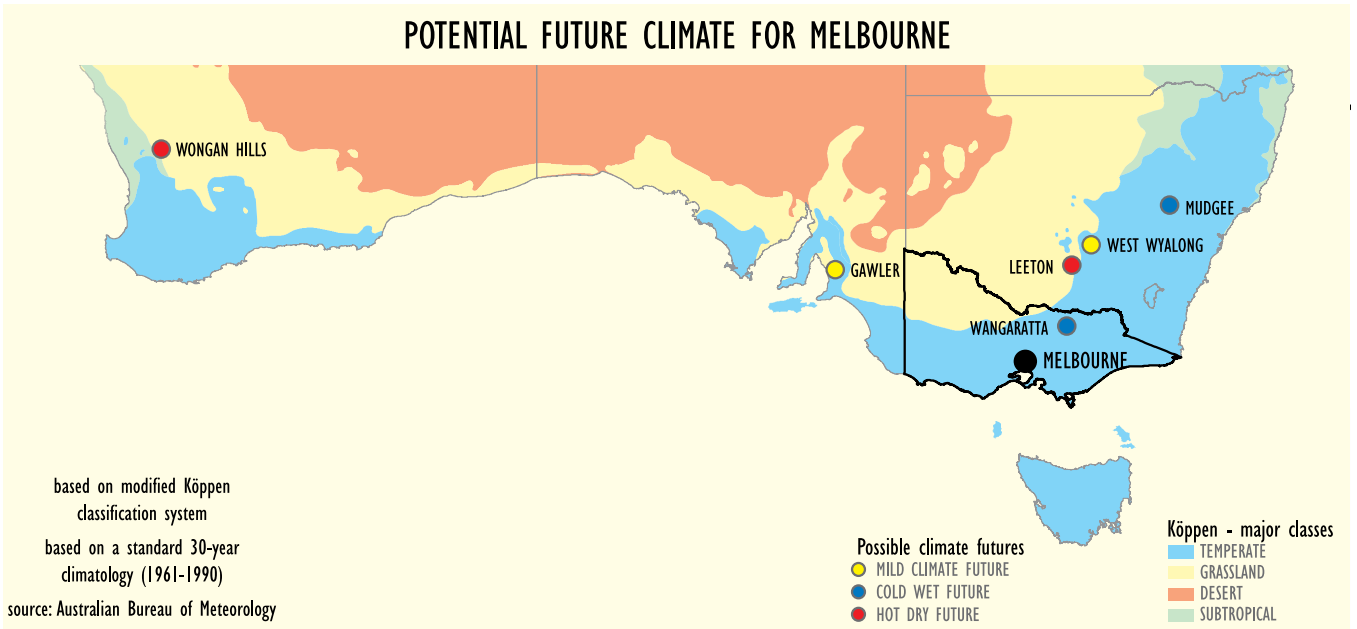 POTENTIAL FUTURE CLIMATE FOR MELBOURNE
WONGAN HILLS
MUDGEE
WEST WYALONG
LEETON
GAWLER
WANGARATTA
MELBOURNE
based on modified Köppen
classification system
based on a standard 30-year
climatology (1961-1990)
source: Australian Bureau of Meteorology
Possible climate futures
MILD CLIMATE FUTURE
COLD WET FUTURE
HOT DRY FUTURE
Köppen - major classes
TEMPERATE
GRASSLAND
DESERT
SUBTROPICAL